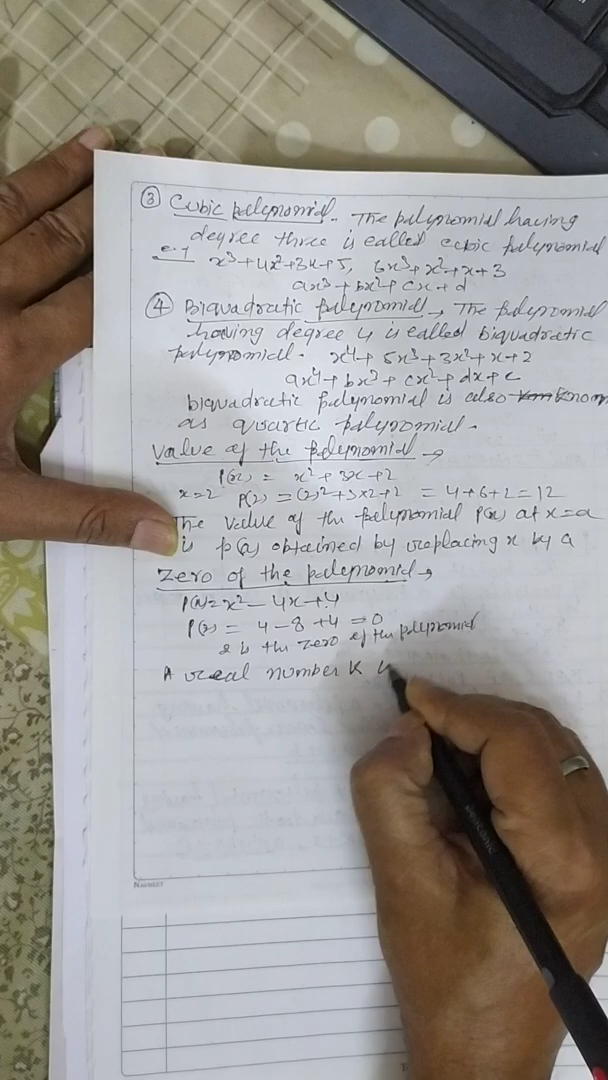 ③ Cubic polynomial. The polynomial having
degree three is called cubic polynomial
e.g x³+4x²+3x+5, 6x³+x²+x+3
ax³+bx²+cx+d
④ Biquadratic polynomial → The polynomial
having degree 4 is called biquadratic
polynomial. x⁴+5x³+3x²+x+2
ax⁴+bx³+cx²+dx+e
biquadratic polynomial is also known
as quartic polynomial.
Value of the polynomial →
P(x) = x²+3x+2
x=2 P(2) = (2)²+3×2+2 = 4+6+2=12
The value of the polynomial P(x) at x=a
is p(a) obtained by replacing x by a
Zero of the polynomial →
P(x)=x²-4x+4
P(2) = 4-8+4 =0
2 is the zero of the polynomial
A real number K
NAVNEET